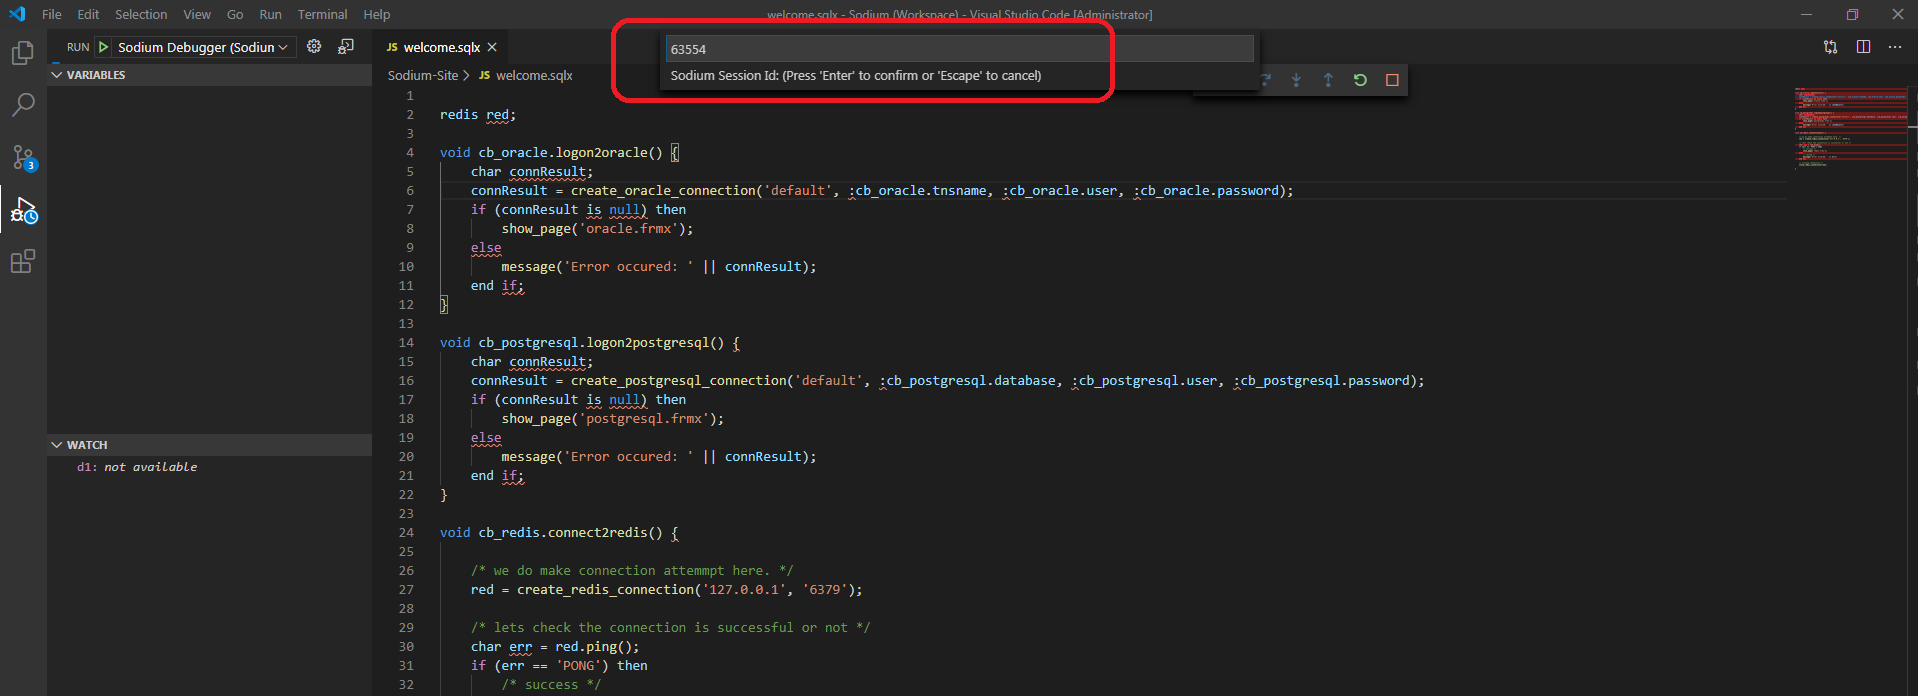 File Edit Selection View Go Run Terminal Help
welcome.sqlx - Sodium (Workspace) - Visual Studio Code [Administrator]
RUN Sodium Debugger (Sodiun
JS welcome.sqlx
63554
Sodium-Site > JS welcome.sqlx
Sodium Session Id: (Press 'Enter' to confirm or 'Escape' to cancel)
VARIABLES
3
WATCH
d1: not available
1
2 redis red;
3
4 void cb_oracle.logon2oracle() {
5 char connResult;
6 connResult = create_oracle_connection('default', :cb_oracle.tnsname, :cb_oracle.user, :cb_oracle.password);
7 if (connResult is null) then
8 show_page('oracle.frmx');
9 else
10 message('Error occured: ' || connResult);
11 end if;
12 }
13
14 void cb_postgresql.logon2postgresql() {
15 char connResult;
16 connResult = create_postgresql_connection('default', :cb_postgresql.database, :cb_postgresql.user, :cb_postgresql.password);
17 if (connResult is null) then
18 show_page('postgresql.frmx');
19 else
20 message('Error occured: ' || connResult);
21 end if;
22 }
23
24 void cb_redis.connect2redis() {
25
26 /* we do make connection attemmpt here. */
27 red = create_redis_connection('127.0.0.1', '6379');
28
29 /* lets check the connection is successful or not */
30 char err = red.ping();
31 if (err == 'PONG') then
32 /* success */